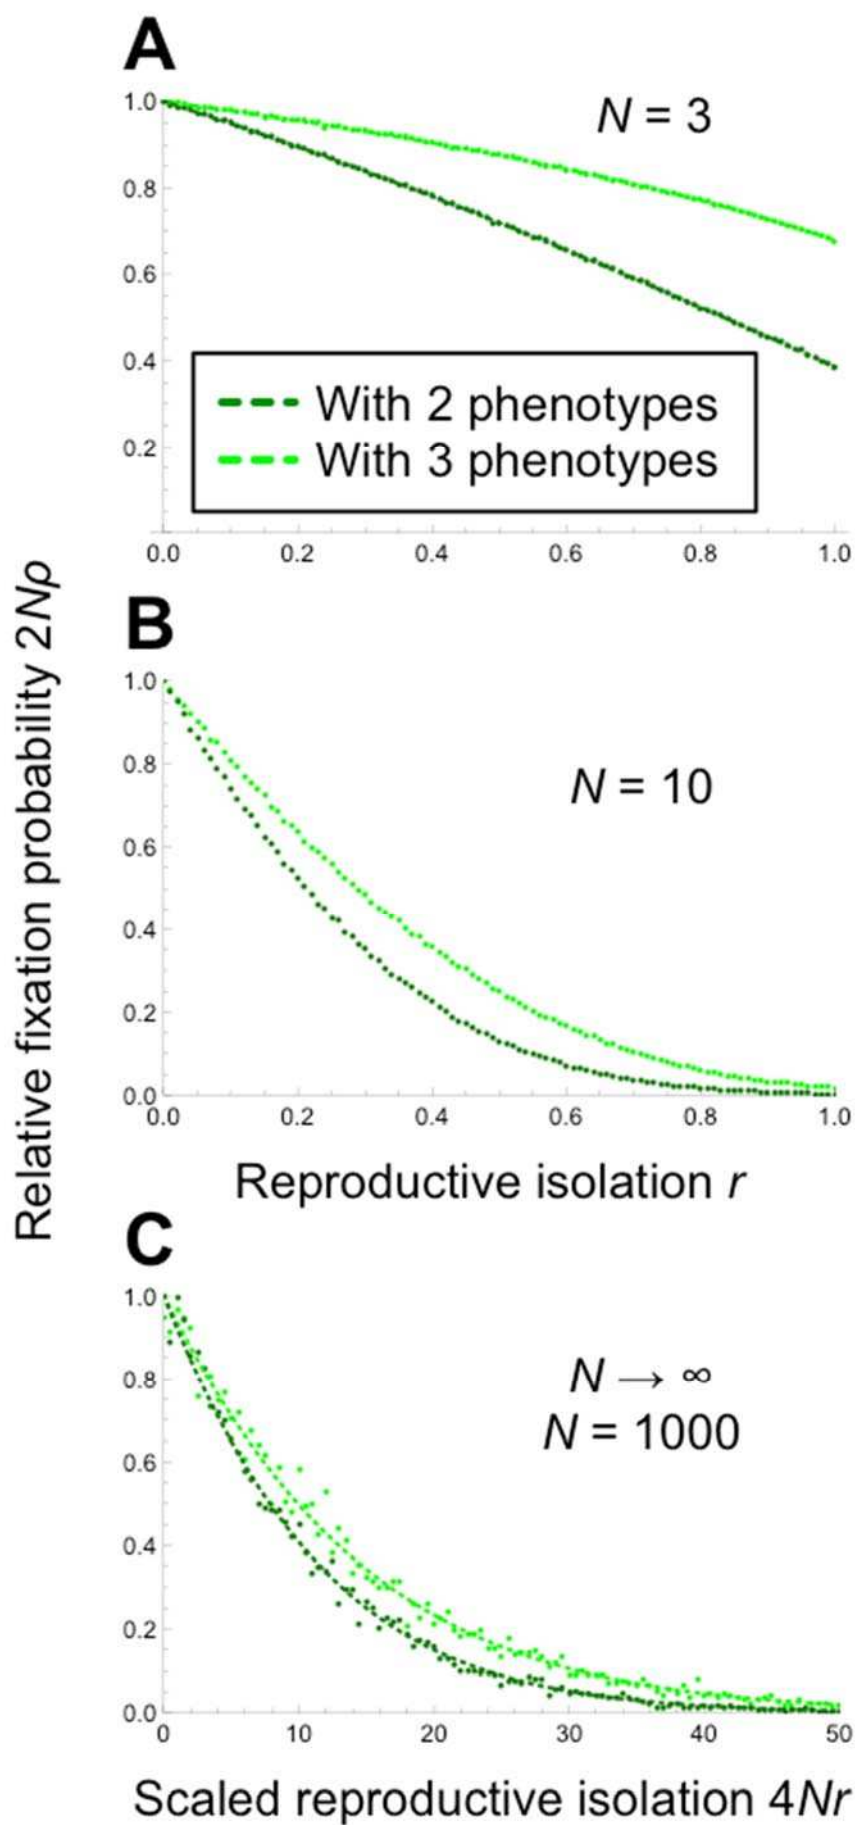 A
N = 3
1.0
0.8
0.6
0.4
0.2
With 2 phenotypes
With 3 phenotypes
0.0 0.2 0.4 0.6 0.8 1.0
Relative fixation probability 2Nρ
B
N = 10
1.0
0.8
0.6
0.4
0.2
0.0
0.0 0.2 0.4 0.6 0.8 1.0
Reproductive isolation r
C
N → ∞
N = 1000
1.0
0.8
0.6
0.4
0.2
0.0
0 10 20 30 40 50
Scaled reproductive isolation 4Nr